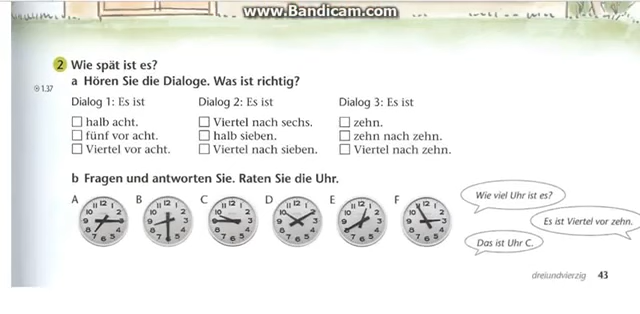 www.Bandicam.com
2 Wie spät ist es?
a Hören Sie die Dialoge. Was ist richtig?
1.37
Dialog 1: Es ist
halb acht.
fünf vor acht.
Viertel vor acht.
Dialog 2: Es ist
Viertel nach sechs.
halb sieben.
Viertel nach sieben.
Dialog 3: Es ist
zehn.
zehn nach zehn.
Viertel nach zehn.
b Fragen und antworten Sie. Raten Sie die Uhr.
A B C D E F
Wie viel Uhr ist es?
Es ist Viertel vor zehn.
Das ist Uhr C.
dreiundvierzig 43